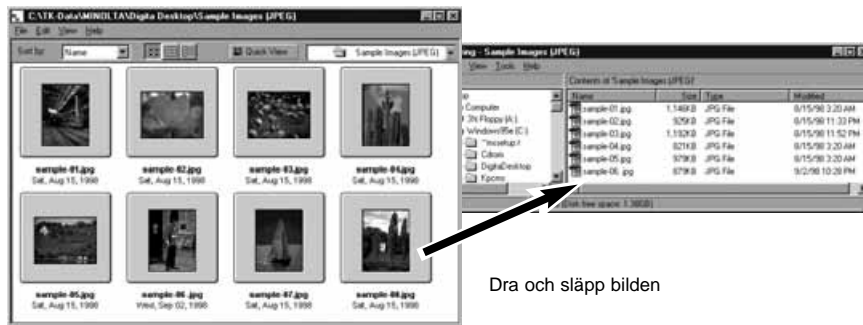 C:\TK-Data\MINOLTA\Digita Desktop\Sample Images (JPEG)
File Edit View Help
Sort by: Name Quick View Sample Images (JPEG)
sample-01.jpg sample-02.jpg sample-03.jpg sample-04.jpg
Sat, Aug 15, 1998 Sat, Aug 15, 1998 Sat, Aug 15, 1998 Sat, Aug 15, 1998
sample-05.jpg sample-06.jpg sample-07.jpg sample-08.jpg
Sat, Aug 15, 1998 Wed, Sep 02, 1998 Sat, Aug 15, 1998 Sat, Aug 15, 1998
ng - Sample Images (JPEG)
View Tools Help
Contents of 'Sample Images (JPEG)'
Name Size Type Modified
Computer
3½ Floppy (A:)
Windows95e (C:)
Cdrom
DigitaDesktop
Kpcms
sample-01.jpg 1,146KB JPG File 8/15/98 3:20 AM
sample-02.jpg 925KB JPG File 8/15/98 11:33 PM
sample-03.jpg 1,192KB JPG File 8/15/98 11:52 PM
sample-04.jpg 821KB JPG File 8/15/98 3:20 AM
sample-05.jpg 979KB JPG File 8/15/98 3:20 AM
sample-06.jpg 879KB JPG File 9/2/98 10:28 PM
(Disk free space: 1.38GB)
Dra och släpp bilden